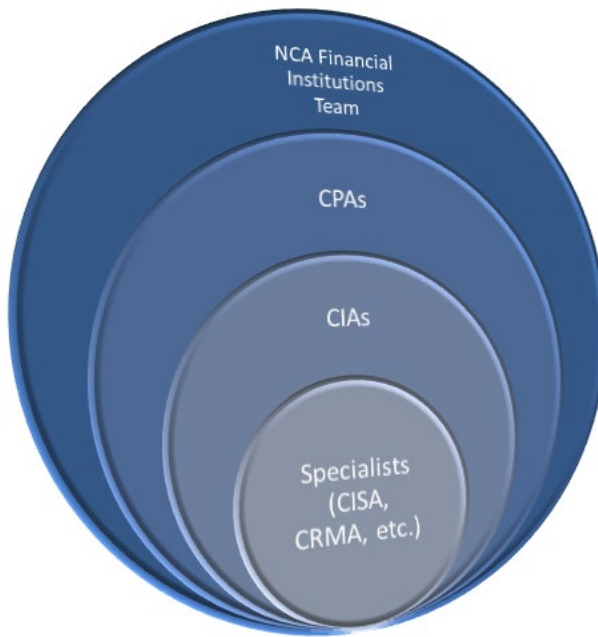 NCA Financial
Institutions
Team
CPAs
CIAs
Specialists
(CISA,
CRMA, etc.)